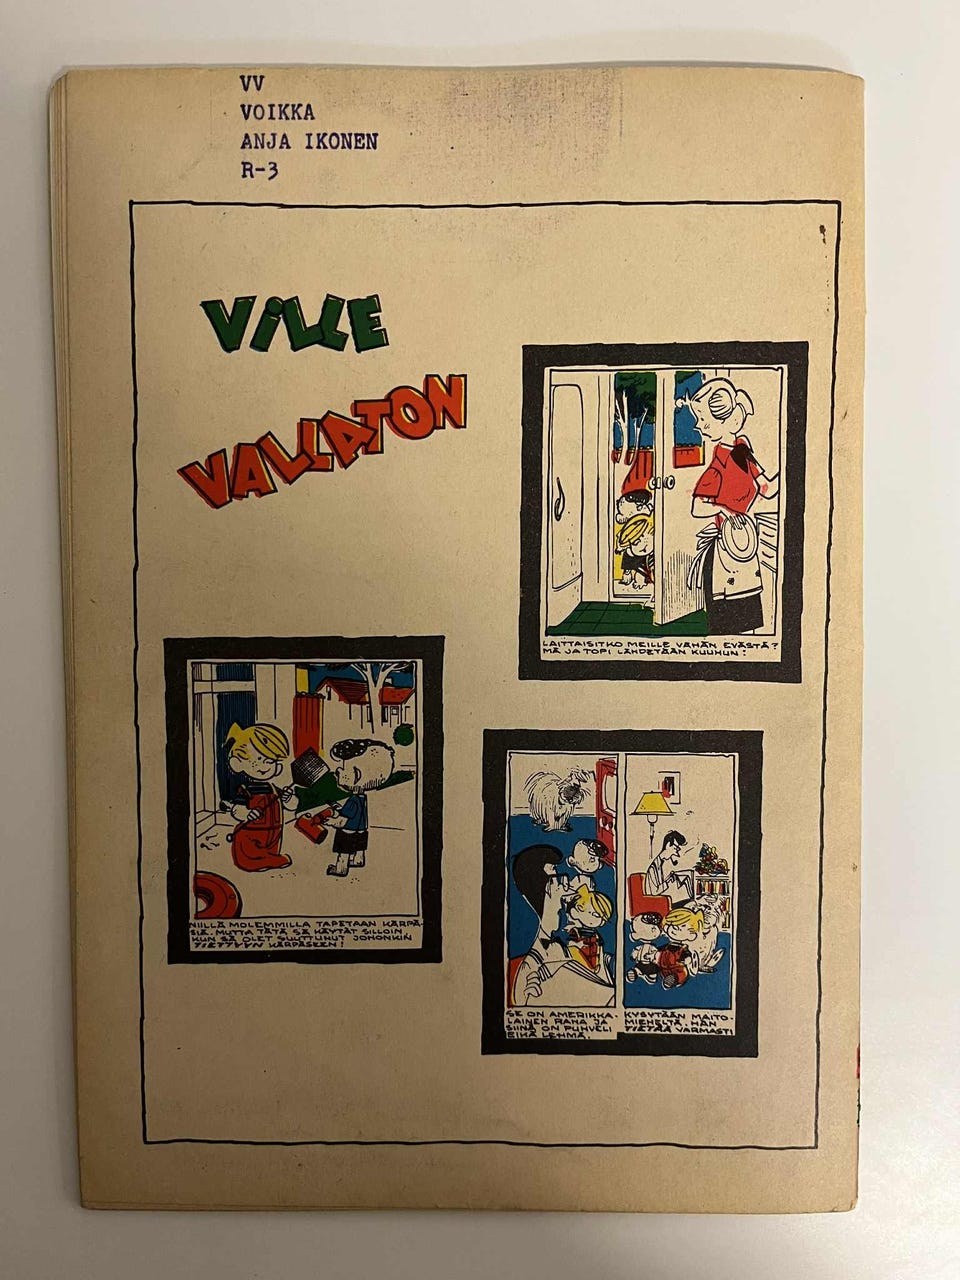 VV
VOIKKA
ANJA IKONEN
R-3
VILLE
VALLATON
LAITTAISITKO MEILLE VÄHÄN EVÄSTÄ?
MÄ JA TOPI LÄHDETÄÄN KUUHUN!
NIILLÄ MOLEMMILLA TAPETAAN KÄRPÄ-
SIÄ. MUTTA TÄTÄ SÄ KÄYTÄT SILLOIN
KUN SÄ OLET SUUTTUNUT JOHONKIN
TIETTYYN KÄRPÄSEEN!
SE ON AMERIKKA-
LAINEN RAHA JA
SIINÄ ON PUHVELI
EIKÄ LEHMÄ.
KYSYTÄÄN MAITO-
MIEHELTÄ. HÄN
TIETÄÄ VARMASTI